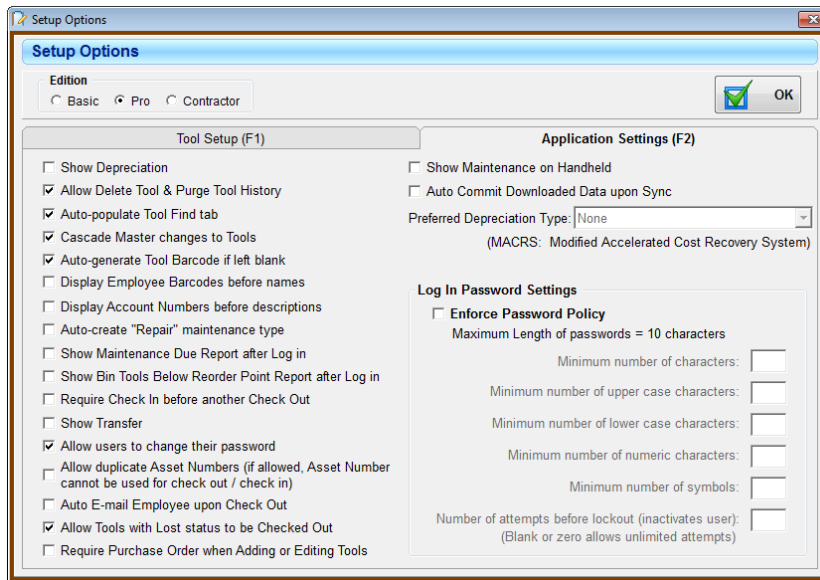 Setup Options
Setup Options
Edition
Basic Pro Contractor
OK
Tool Setup (F1)
Application Settings (F2)
Show Depreciation
Allow Delete Tool & Purge Tool History
Auto-populate Tool Find tab
Cascade Master changes to Tools
Auto-generate Tool Barcode if left blank
Display Employee Barcodes before names
Display Account Numbers before descriptions
Auto-create "Repair" maintenance type
Show Maintenance Due Report after Log in
Show Bin Tools Below Reorder Point Report after Log in
Require Check In before another Check Out
Show Transfer
Allow users to change their password
Allow duplicate Asset Numbers (if allowed, Asset Number
cannot be used for check out / check in)
Auto E-mail Employee upon Check Out
Allow Tools with Lost status to be Checked Out
Require Purchase Order when Adding or Editing Tools
Show Maintenance on Handheld
Auto Commit Downloaded Data upon Sync
Preferred Depreciation Type: None
(MACRS: Modified Accelerated Cost Recovery System)
Log In Password Settings
Enforce Password Policy
Maximum Length of passwords = 10 characters
Minimum number of characters:
Minimum number of upper case characters:
Minimum number of lower case characters:
Minimum number of numeric characters:
Minimum number of symbols:
Number of attempts before lockout (inactivates user):
(Blank or zero allows unlimited attempts)